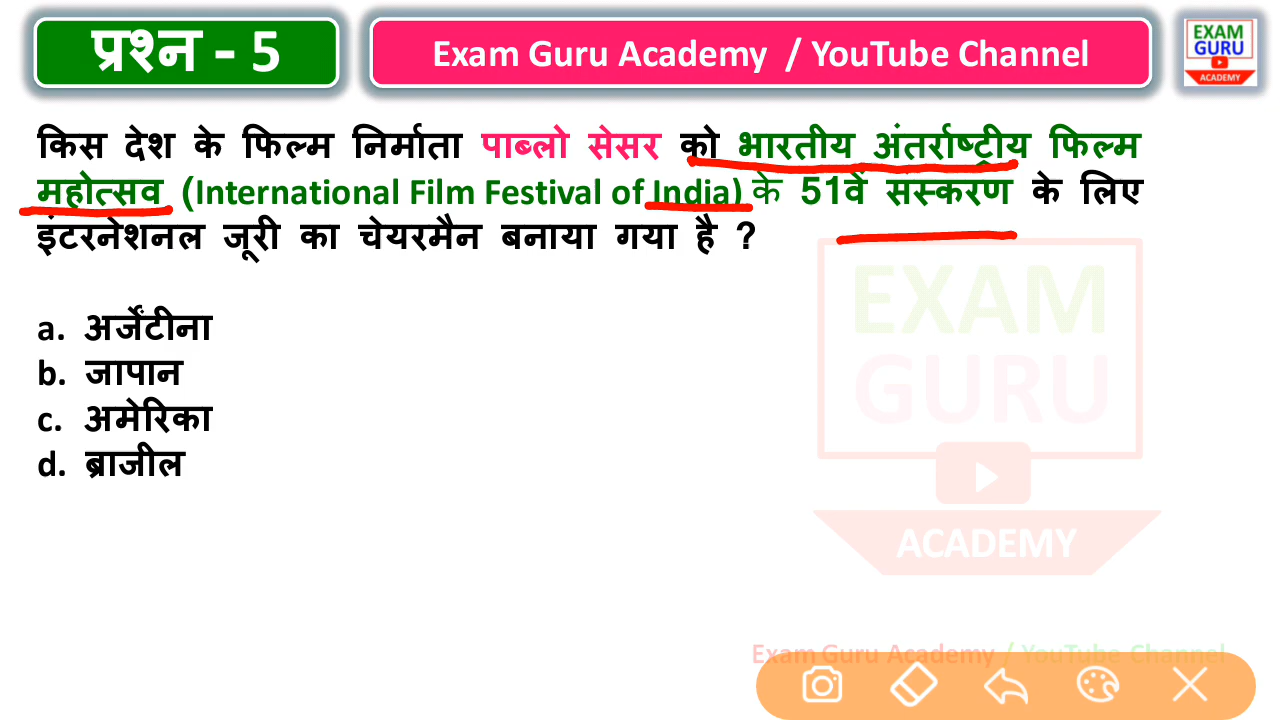 प्रश्न - 5
Exam Guru Academy / YouTube Channel
EXAM
GURU
ACADEMY
किस देश के फिल्म निर्माता पाब्लो सेसर को भारतीय अंतर्राष्ट्रीय फिल्म
महोत्सव (International Film Festival of India) के 51वें संस्करण के लिए
इंटरनेशनल जूरी का चेयरमैन बनाया गया है ?
a. अर्जेंटीना
b. जापान
c. अमेरिका
d. ब्राजील
EXAM
GURU
ACADEMY
Exam Guru Academy / YouTube Channel